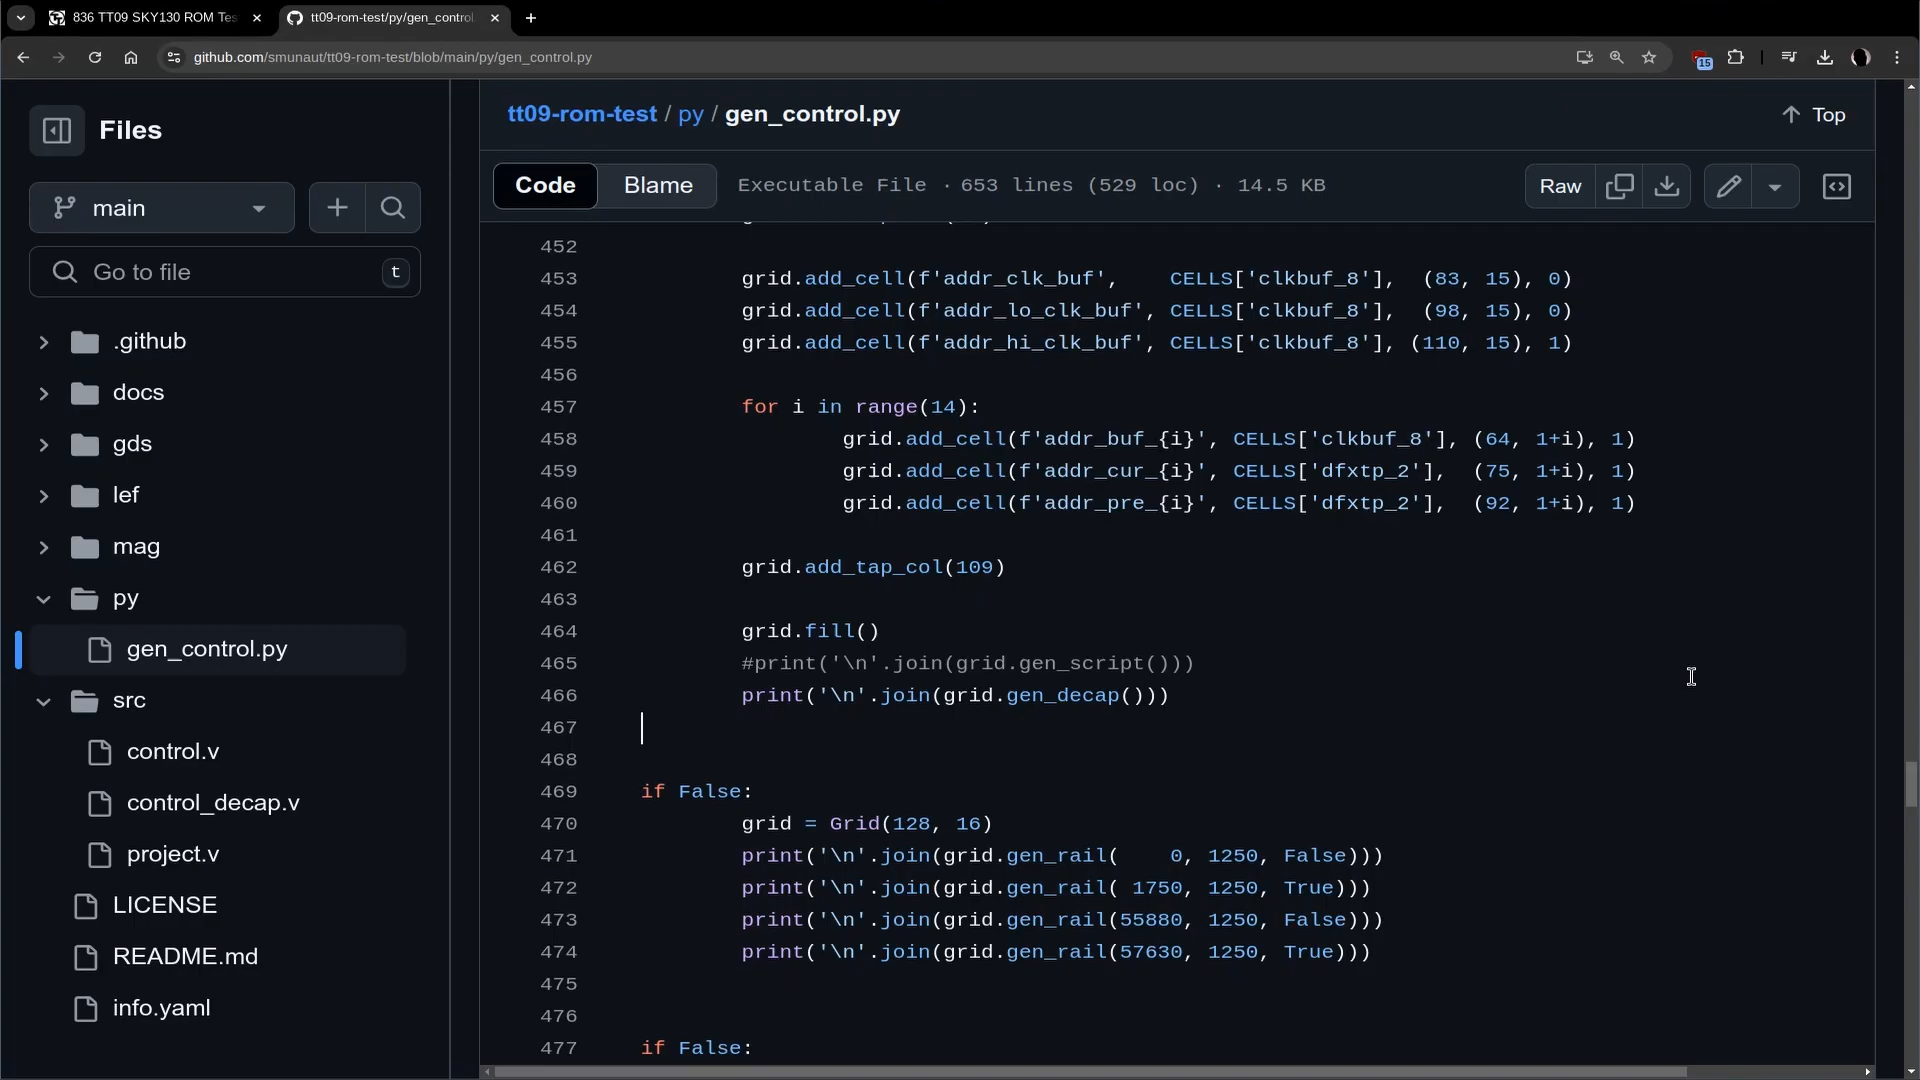 836 TT09 SKY130 ROM Tes
tt09-rom-test/py/gen_control.
github.com/smunaut/tt09-rom-test/blob/main/py/gen_control.py
15
Files
main
Go to file
t
.github
docs
gds
lef
mag
py
gen_control.py
src
control.v
control_decap.v
project.v
LICENSE
README.md
info.yaml
tt09-rom-test / py / gen_control.py
Top
Code
Blame
Executable File · 653 lines (529 loc) · 14.5 KB
Raw
452
453 grid.add_cell(f'addr_clk_buf',    CELLS['clkbuf_8'],  (83, 15), 0)
454 grid.add_cell(f'addr_lo_clk_buf', CELLS['clkbuf_8'],  (98, 15), 0)
455 grid.add_cell(f'addr_hi_clk_buf', CELLS['clkbuf_8'], (110, 15), 1)
456
457 for i in range(14):
458 grid.add_cell(f'addr_buf_{i}', CELLS['clkbuf_8'], (64, 1+i), 1)
459 grid.add_cell(f'addr_cur_{i}', CELLS['dfxtp_2'],  (75, 1+i), 1)
460 grid.add_cell(f'addr_pre_{i}', CELLS['dfxtp_2'],  (92, 1+i), 1)
461
462 grid.add_tap_col(109)
463
464 grid.fill()
465 #print('\n'.join(grid.gen_script()))
466 print('\n'.join(grid.gen_decap()))
467
468
469 if False:
470 grid = Grid(128, 16)
471 print('\n'.join(grid.gen_rail(    0, 1250, False)))
472 print('\n'.join(grid.gen_rail( 1750, 1250, True)))
473 print('\n'.join(grid.gen_rail(55880, 1250, False)))
474 print('\n'.join(grid.gen_rail(57630, 1250, True)))
475
476
477 if False: